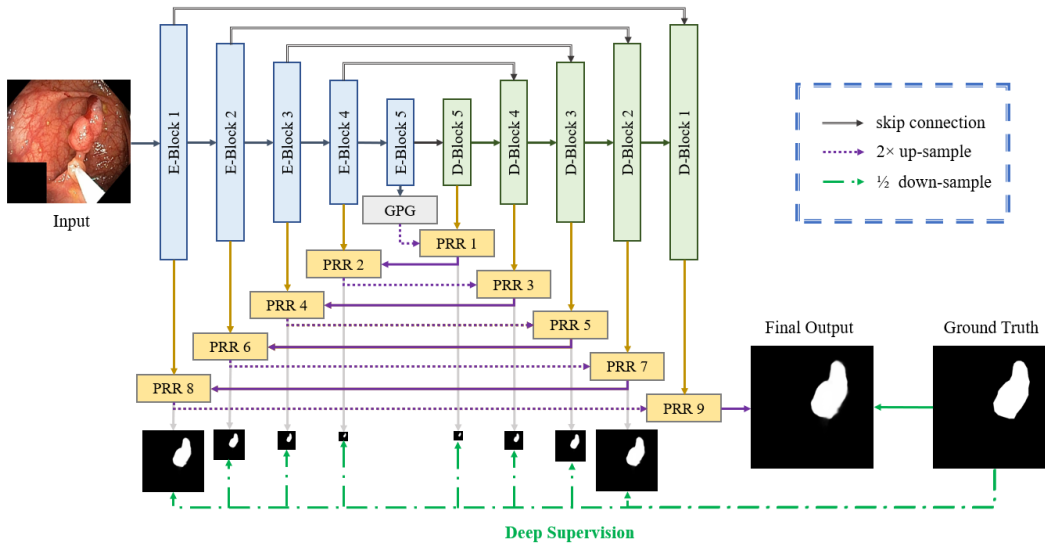 E-Block 1
E-Block 2
E-Block 3
E-Block 4
E-Block 5
D-Block 5
D-Block 4
D-Block 3
D-Block 2
D-Block 1
skip connection
2× up-sample
½ down-sample
Input
GPG
PRR 1
PRR 2
PRR 3
PRR 4
PRR 5
PRR 6
PRR 7
PRR 8
PRR 9
Final Output
Ground Truth
Deep Supervision